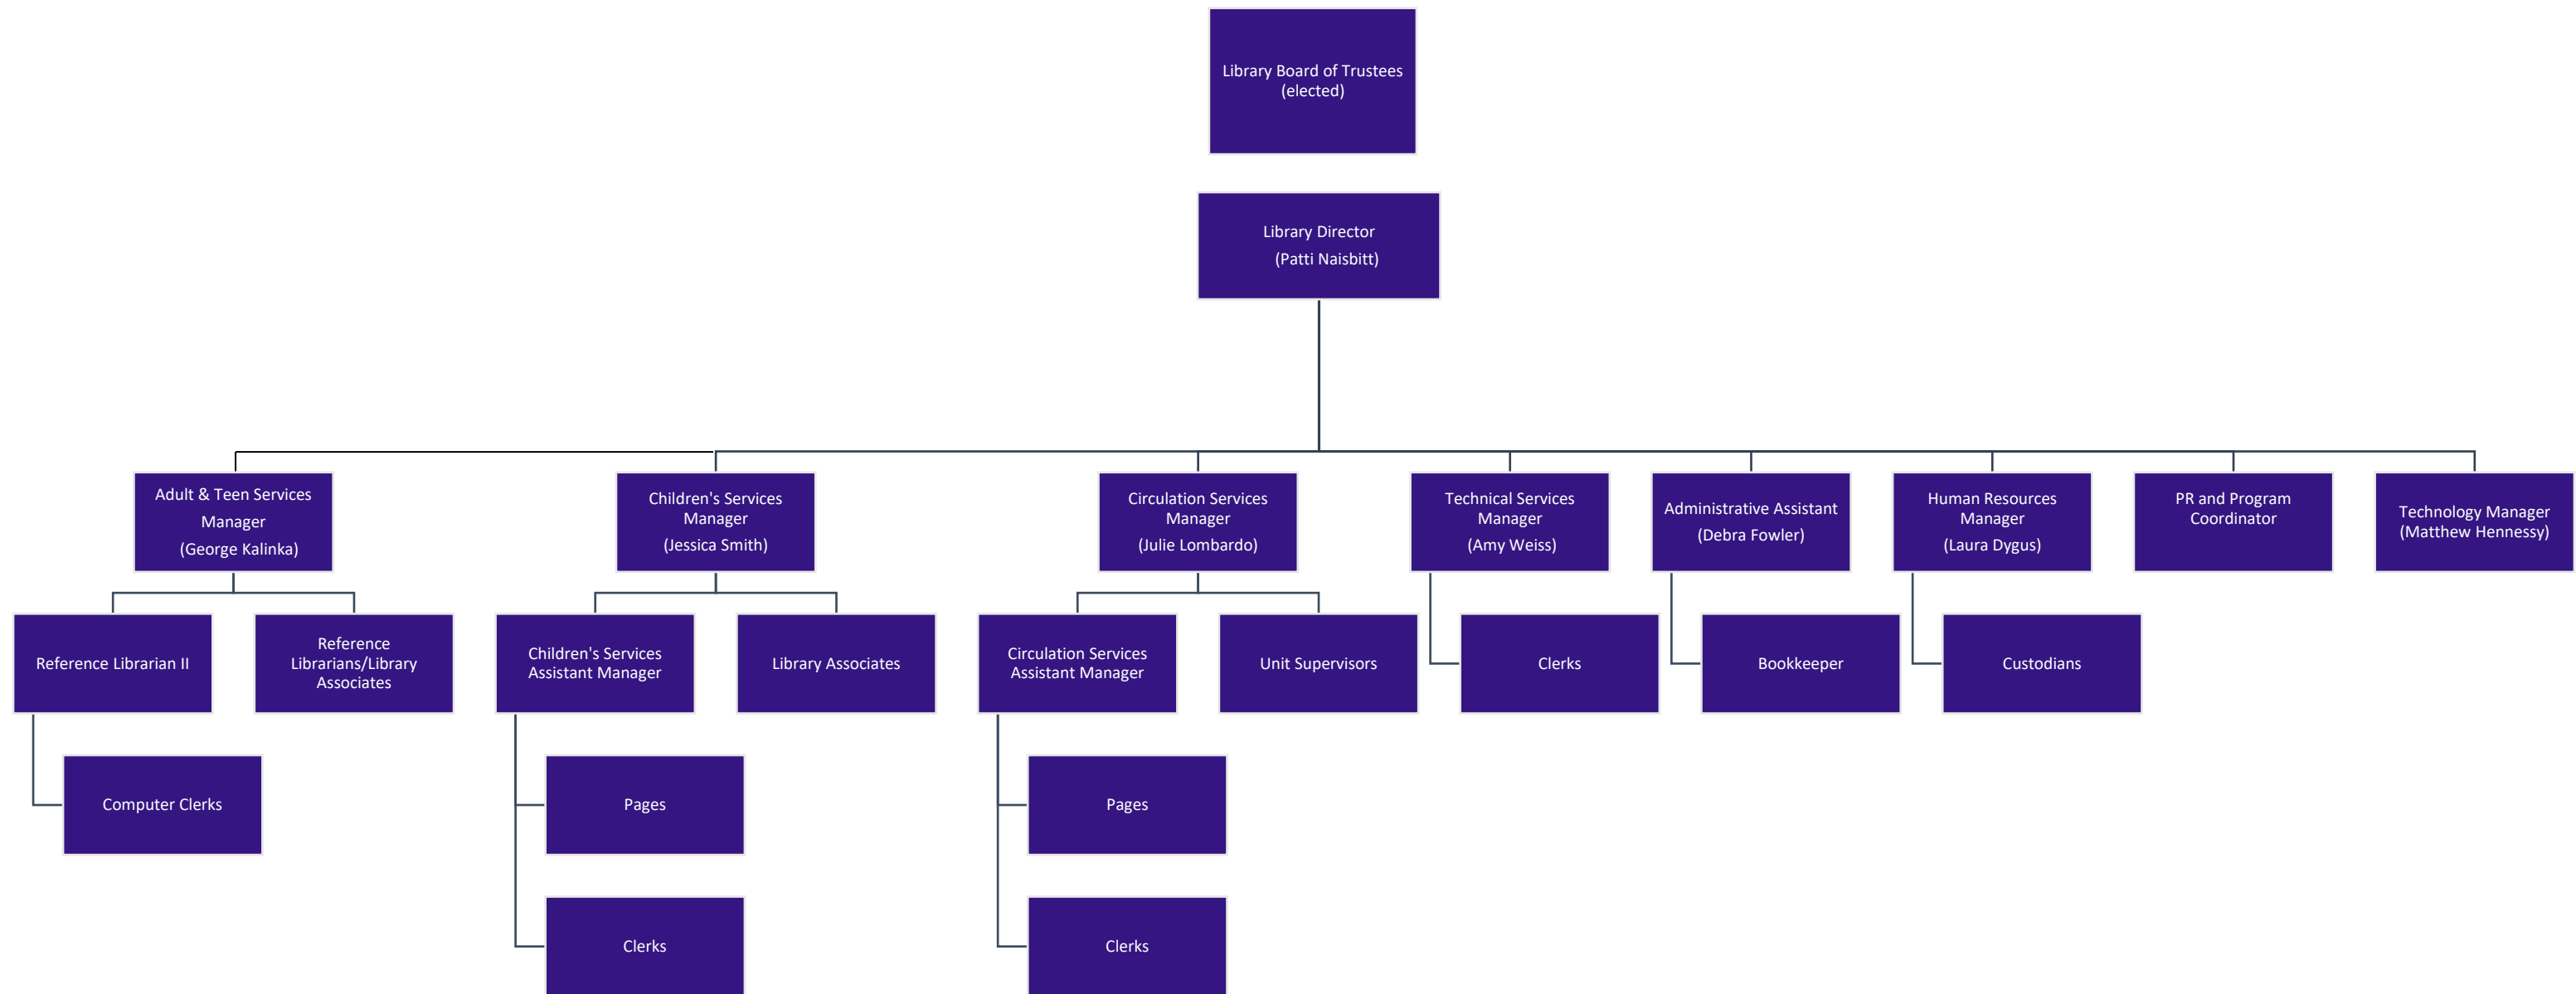 Library Board of Trustees
(elected)
Library Director
(Patti Naisbitt)
Adult & Teen Services
Manager
(George Kalinka)
Children's Services
Manager
(Jessica Smith)
Circulation Services
Manager
(Julie Lombardo)
Technical Services
Manager
(Amy Weiss)
Administrative Assistant
(Debra Fowler)
Human Resources
Manager
(Laura Dygus)
PR and Program
Coordinator
Technology Manager
(Matthew Hennessy)
Reference Librarian II
Reference
Librarians/Library
Associates
Children's Services
Assistant Manager
Library Associates
Circulation Services
Assistant Manager
Unit Supervisors
Clerks
Bookkeeper
Custodians
Computer Clerks
Pages
Pages
Clerks
Clerks